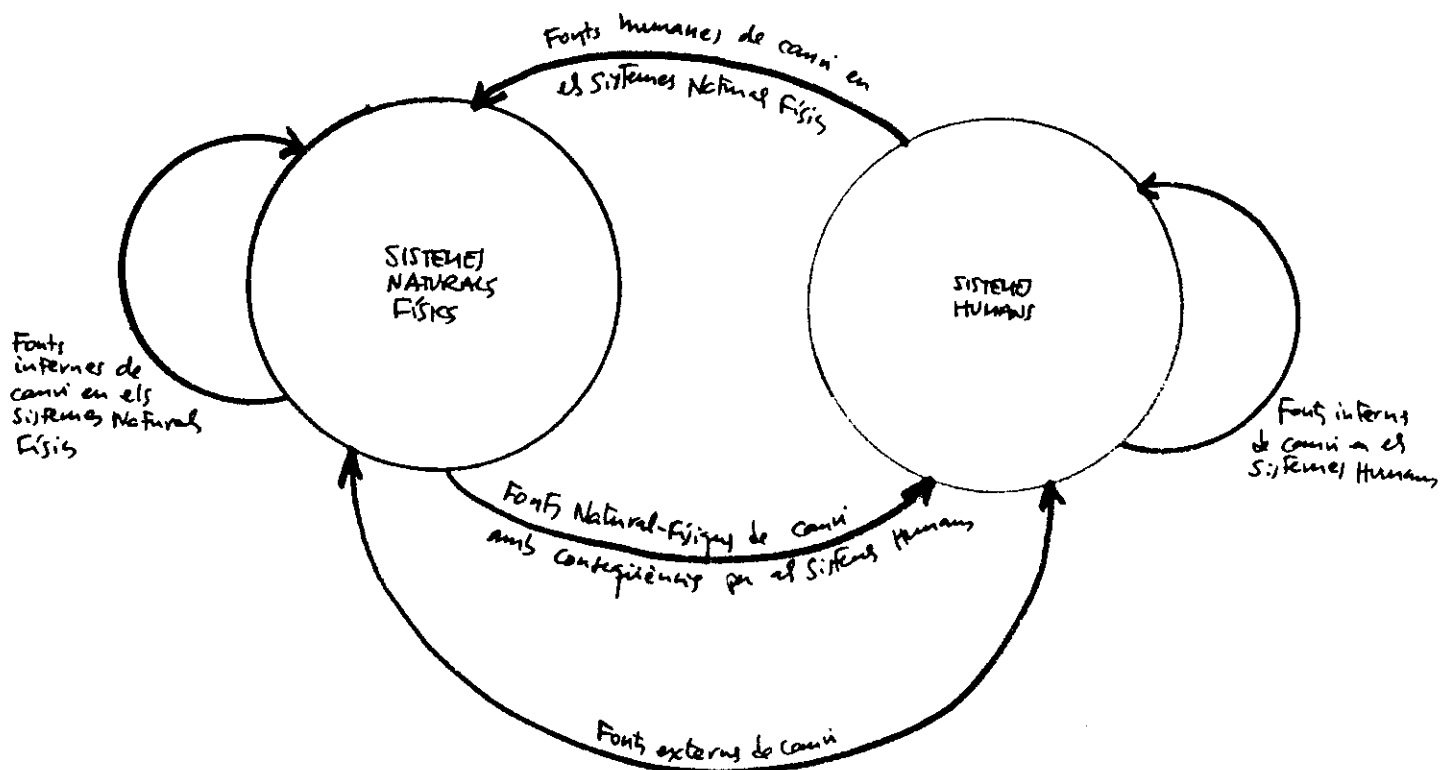 Fonts humanes de canvi en
els Sistemes Natural Físics
SISTEMES
NATURALS
FÍSICS
SISTEMES
HUMANS
Fonts
internes de
canvi en els
Sistemes Naturals
Físics
Fonts internes
de canvi en els
Sistemes Humans
Fonts Natural-Físiques de canvi
amb conseqüències per als Sistemes Humans
Fonts externes de canvi